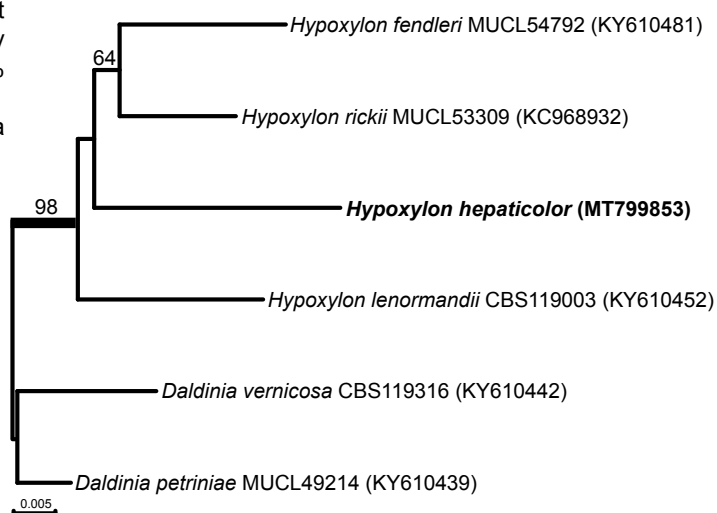 t
y
%
a
Hypoxylon fendleri MUCL54792 (KY610481)
64
Hypoxylon rickii MUCL53309 (KC968932)
98
Hypoxylon hepaticolor (MT799853)
Hypoxylon lenormandii CBS119003 (KY610452)
Daldinia vernicosa CBS119316 (KY610442)
Daldinia petriniae MUCL49214 (KY610439)
0.005